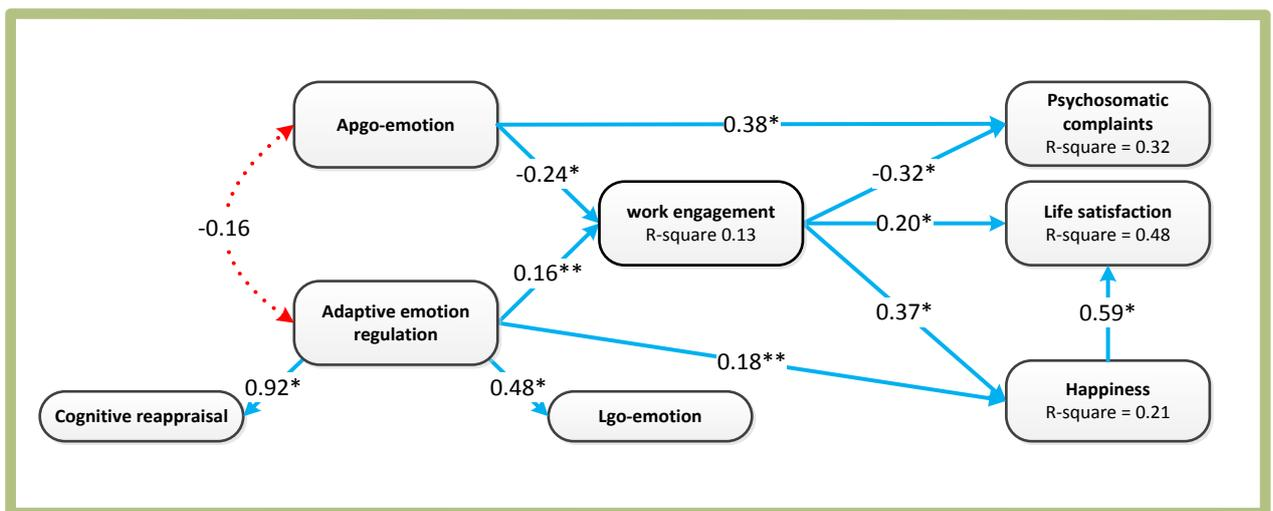 Psychosomatic
complaints
R-square = 0.32
Apgo-emotion
0.38*
-0.24*
-0.32*
work engagement
R-square 0.13
Life satisfaction
R-square = 0.48
0.20*
-0.16
0.16**
Adaptive emotion
regulation
0.37*
0.59*
0.18**
0.92*
0.48*
Happiness
R-square = 0.21
Cognitive reappraisal
Lgo-emotion